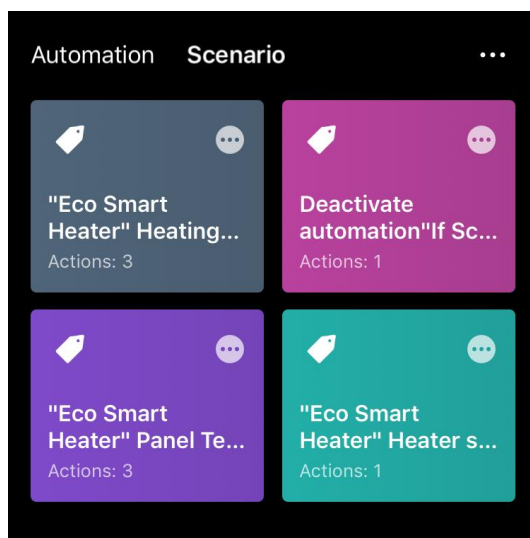 Automation Scenario
"Eco Smart
Heater" Heating...
Actions: 3
Deactivate
automation"If Sc...
Actions: 1
"Eco Smart
Heater" Panel Te...
Actions: 3
"Eco Smart
Heater" Heater s...
Actions: 1